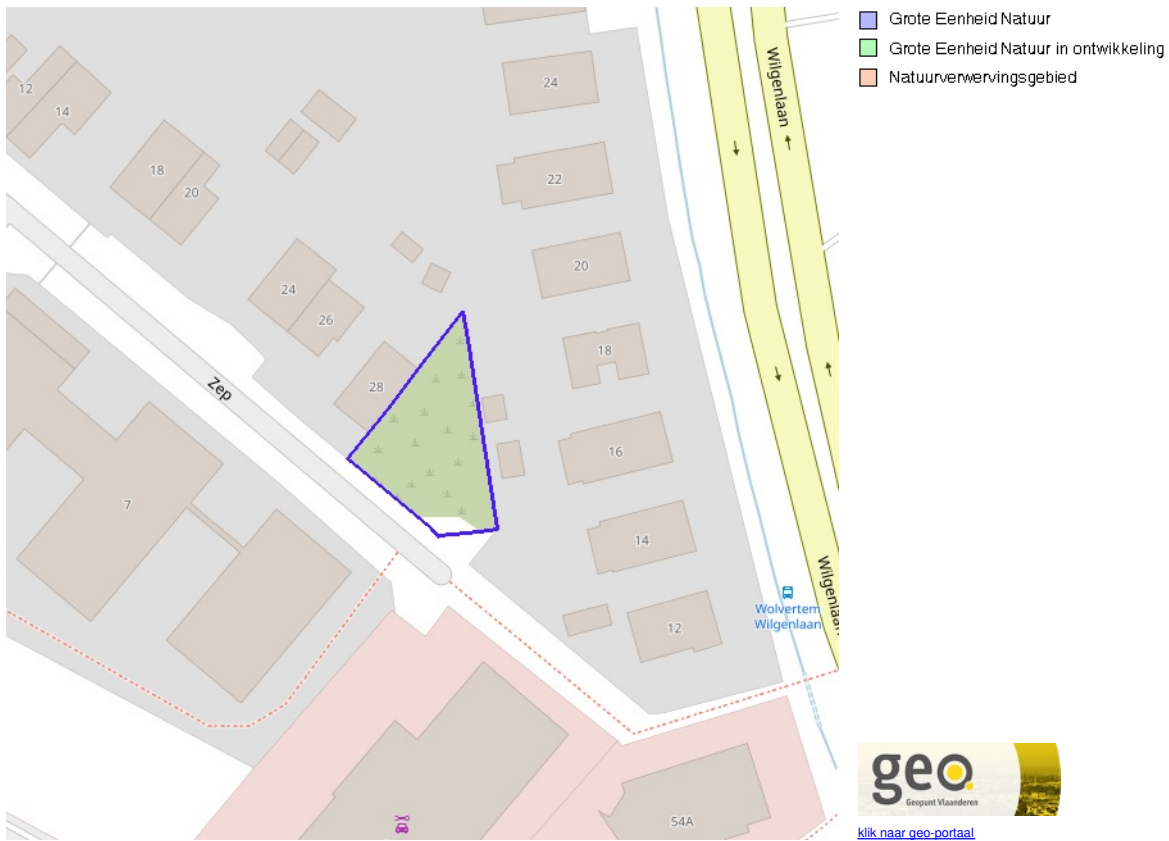 Grote Eenheid Natuur
Grote Eenheid Natuur in ontwikkeling
Natuurverwervingsgebied
Wilgenlaan
12
14
24
18
20
22
20
24
26
18
28
Zep
16
7
14
Wilgenlaan
Wolvertem
Wilgenlaan
12
54A
geo.
Geopunt Vlaanderen
klik naar geo-portaal